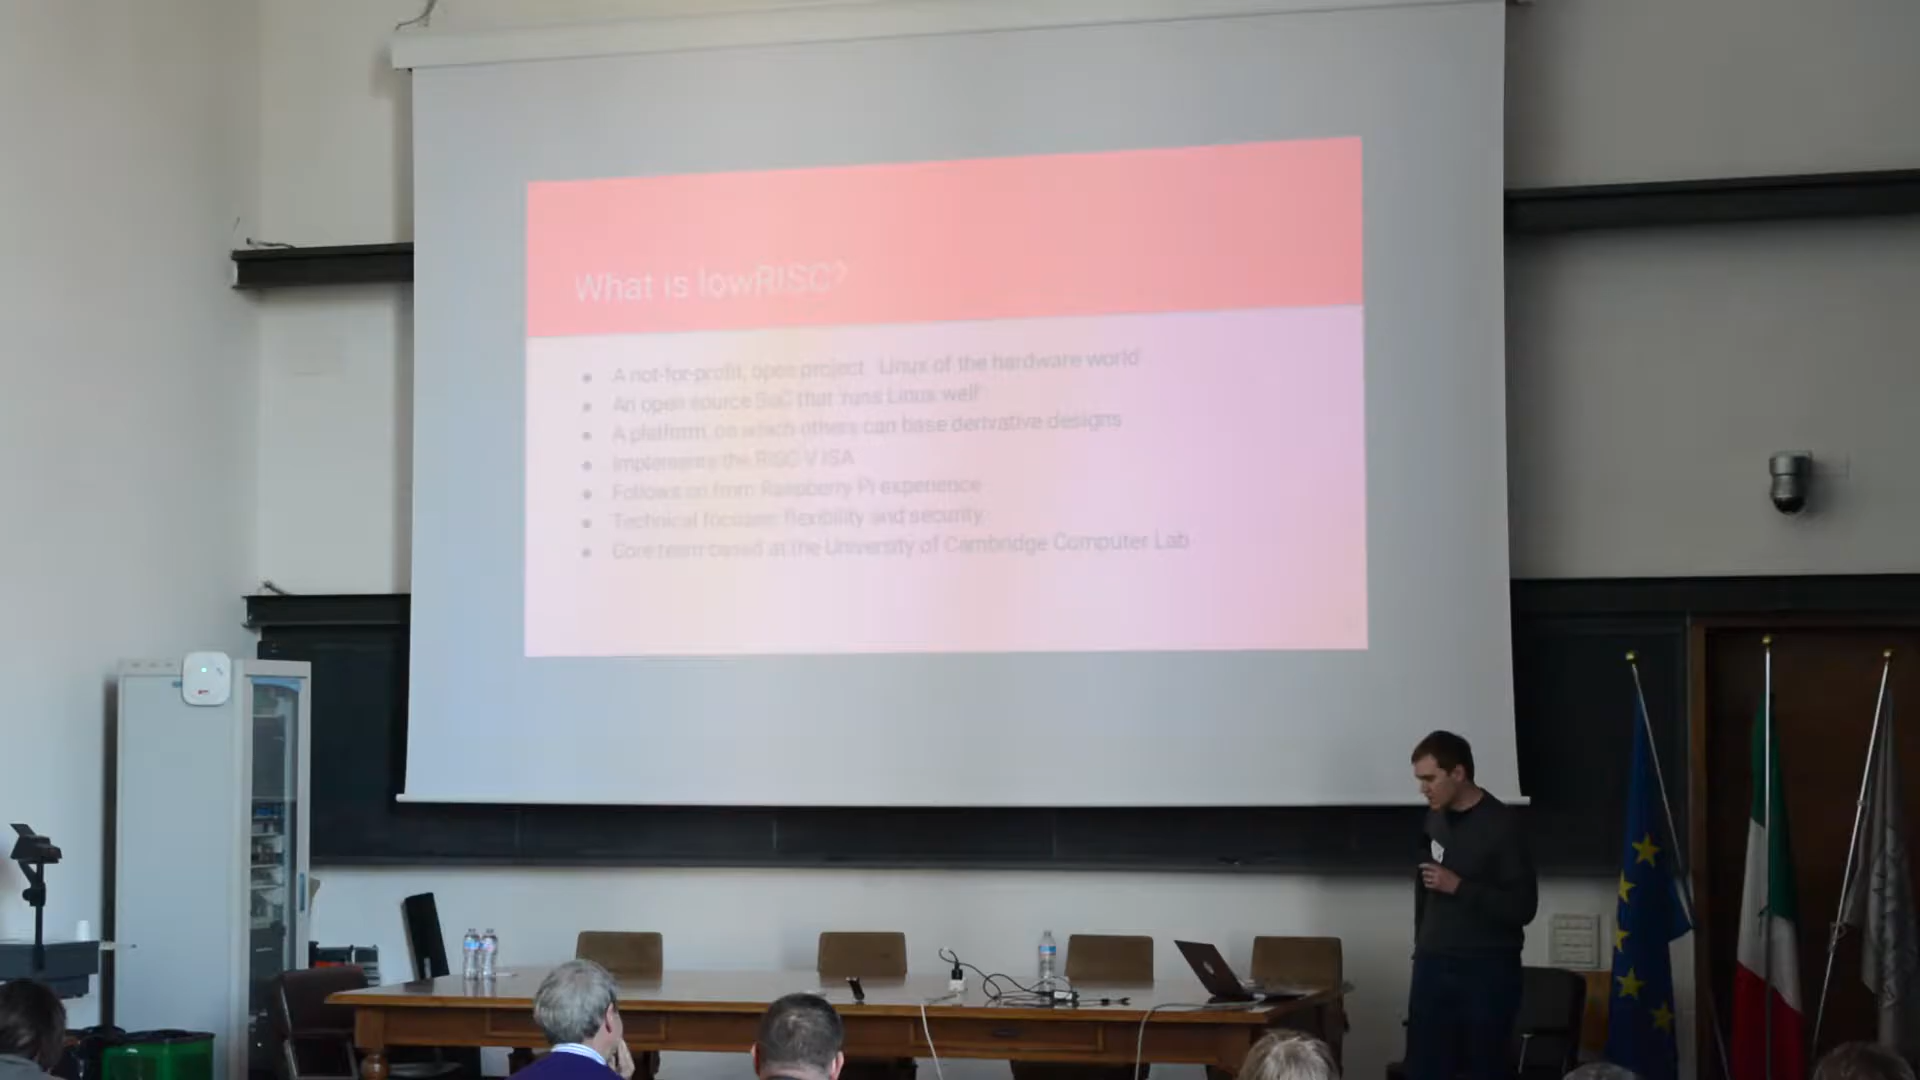 What is lowRISC?
A not-for-profit, open project. Linux of the hardware world
An open source SoC that 'runs Linux well'
A platform on which others can base derivative designs
Implements the RISC-V ISA
Follows on from Raspberry Pi experience
Technical focuses: flexibility and security
Core team based at the University of Cambridge Computer Lab